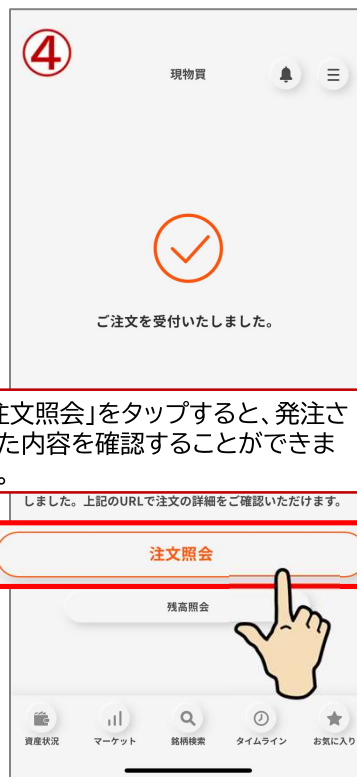 ④
現物買
ご注文を受付いたしました。
注文照会」をタップすると、発注さ
た内容を確認することができま
。
しました。上記のURLで注文の詳細をご確認いただけます。
注文照会
残高照会
資産状況 マーケット 銘柄検索 タイムライン お気に入り